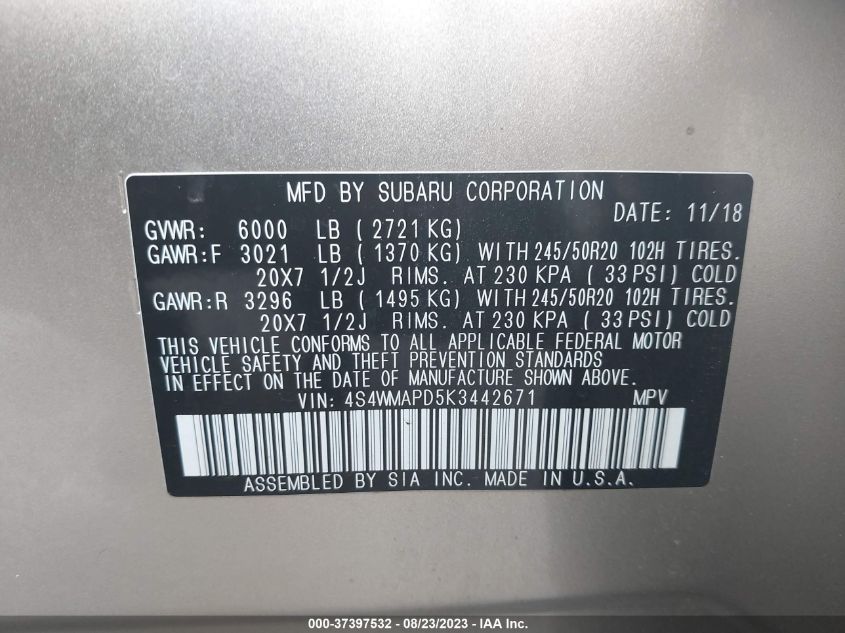 MFD BY SUBARU CORPORATION
DATE: 11/18
GVWR: 6000 LB ( 2721 KG)
GAWR:F 3021 LB ( 1370 KG) WITH 245/50R20 102H TIRES.
20X7 1/2J RIMS. AT 230 KPA ( 33 PSI) COLD
GAWR:R 3296 LB ( 1495 KG) WITH 245/50R20 102H TIRES.
20X7 1/2J RIMS. AT 230 KPA ( 33 PSI) COLD
THIS VEHICLE CONFORMS TO ALL APPLICABLE FEDERAL MOTOR
VEHICLE SAFETY AND THEFT PREVENTION STANDARDS
IN EFFECT ON THE DATE OF MANUFACTURE SHOWN ABOVE.
VIN: 4S4WMAPD5K3442671 MPV
ASSEMBLED BY SIA INC. MADE IN U.S.A.
000-37397532 - 08/23/2023 - IAA Inc.